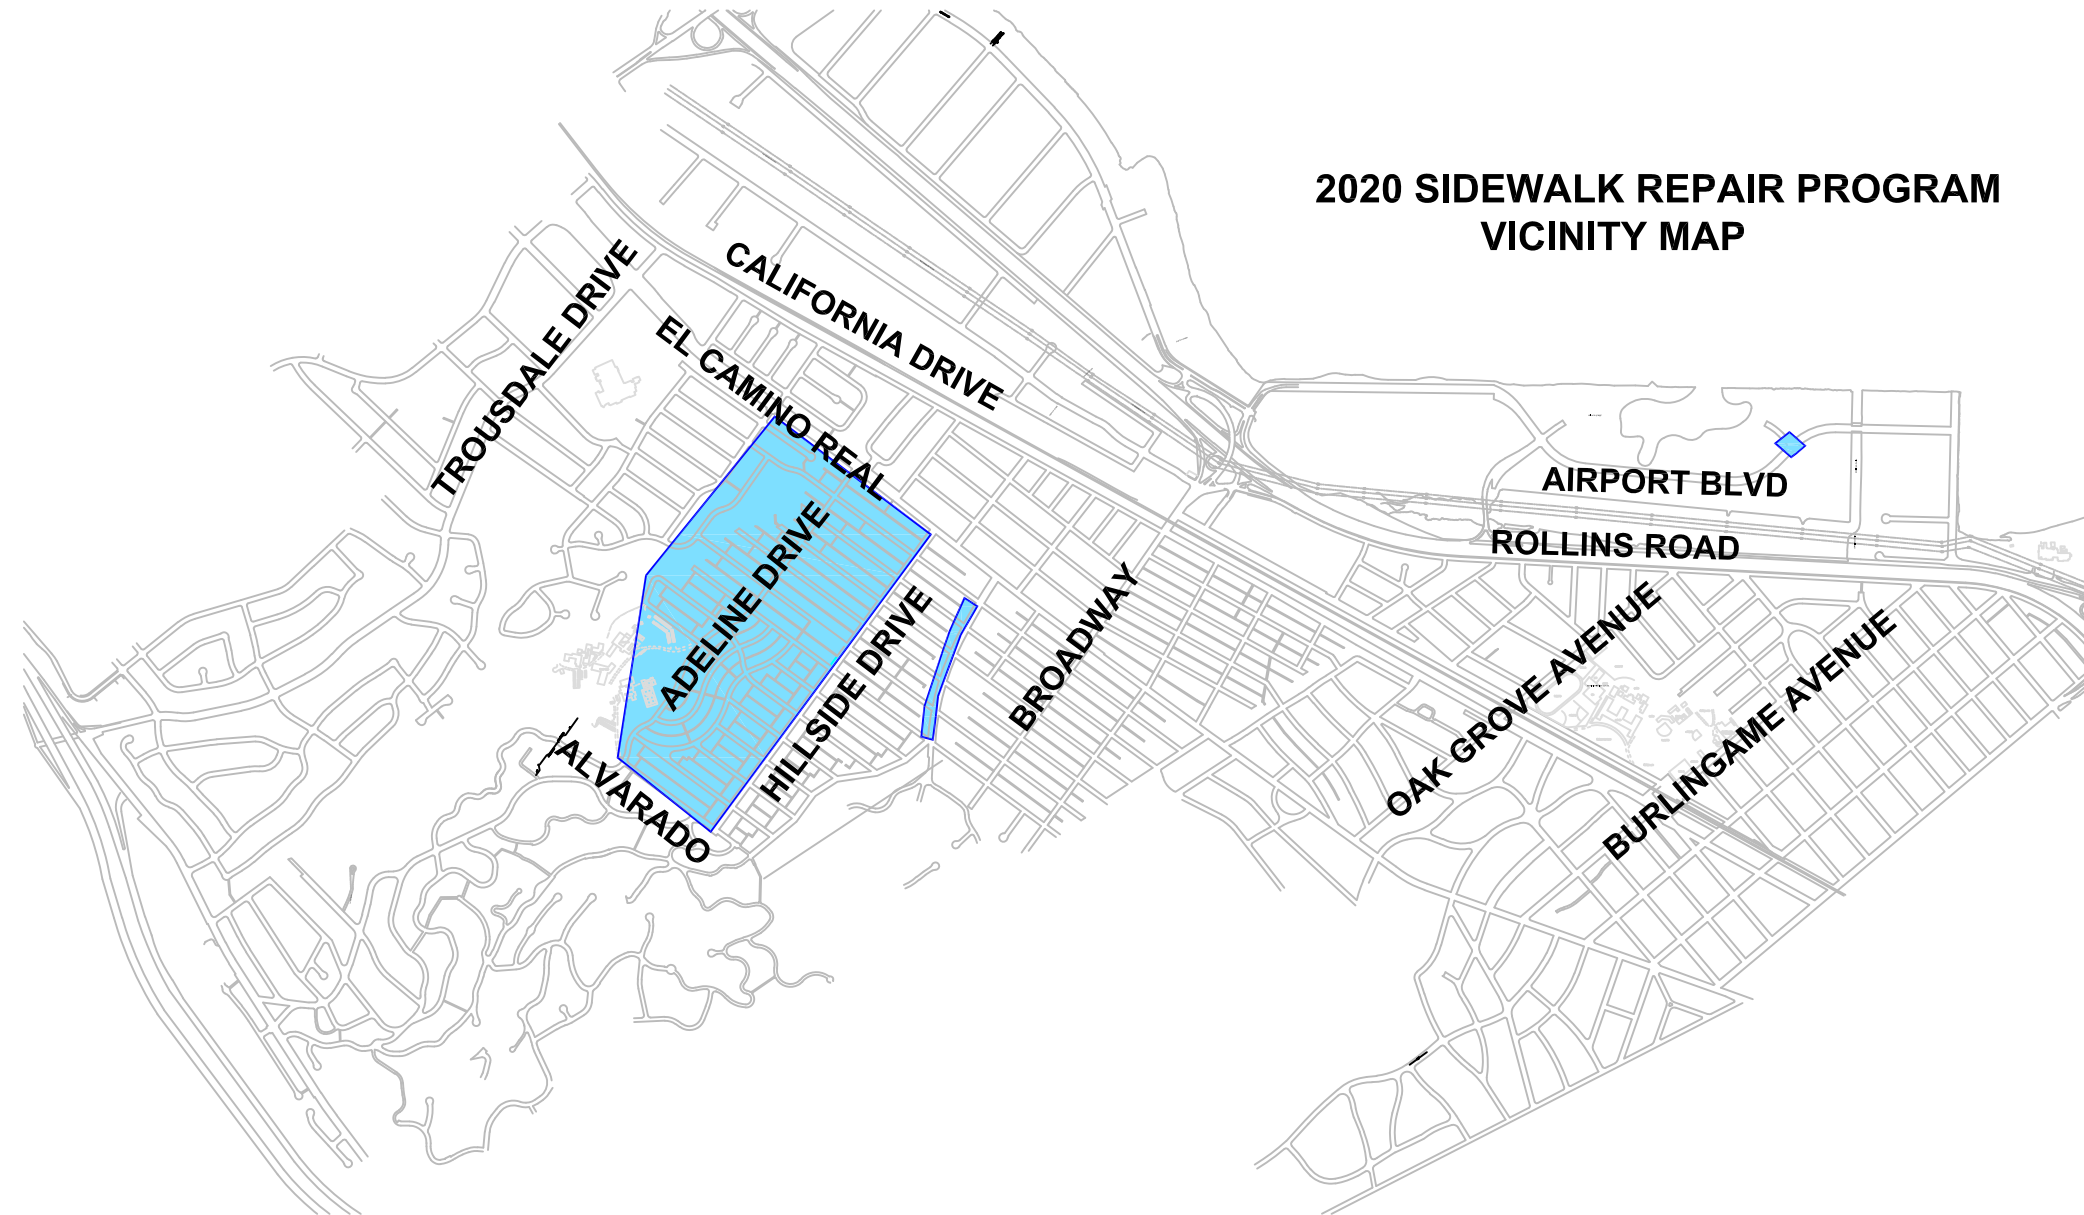 2020 SIDEWALK REPAIR PROGRAM
VICINITY MAP
TROUSDALE DRIVE
CALIFORNIA DRIVE
EL CAMINO REAL
ADELINE DRIVE
HILLSIDE DRIVE
ALVARADO
BROADWAY
AIRPORT BLVD
ROLLINS ROAD
OAK GROVE AVENUE
BURLINGAME AVENUE